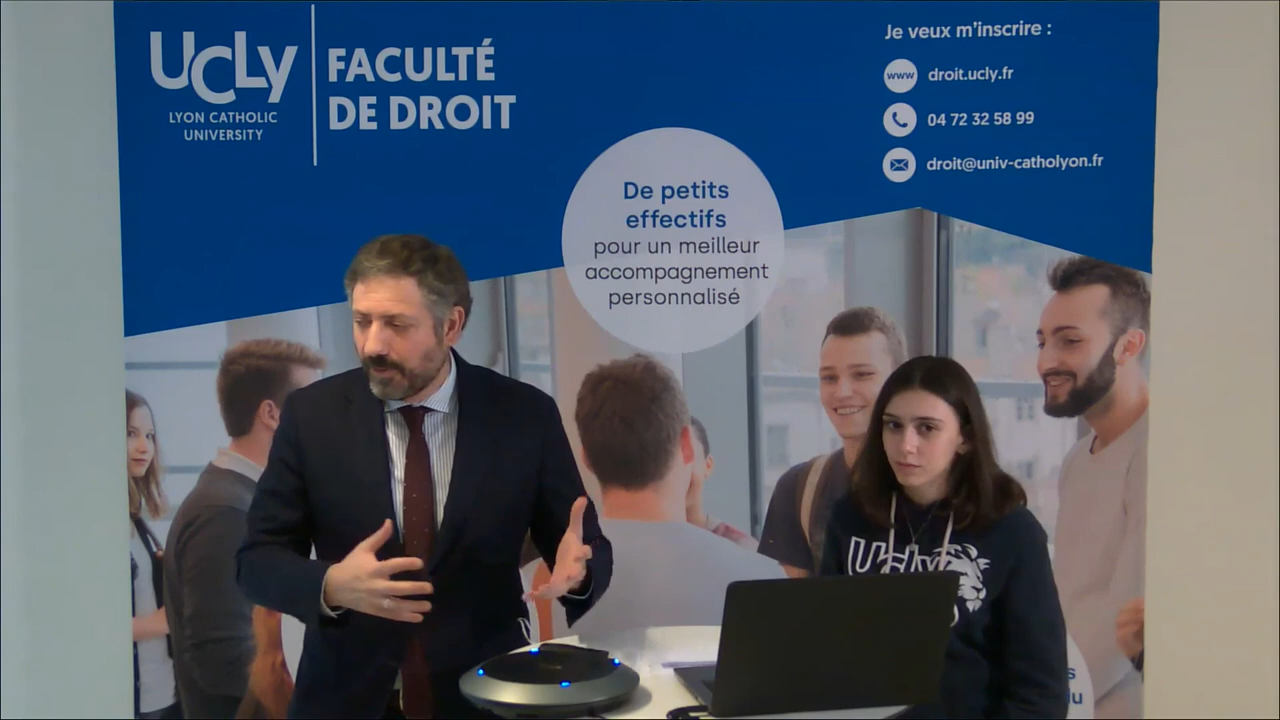 UCLy
LYON CATHOLIC
UNIVERSITY
FACULTÉ
DE DROIT
Je veux m'inscrire :
www droit.ucly.fr
04 72 32 58 99
droit@univ-catholyon.fr
De petits
effectifs
pour un meilleur
accompagnement
personnalisé
UCLy